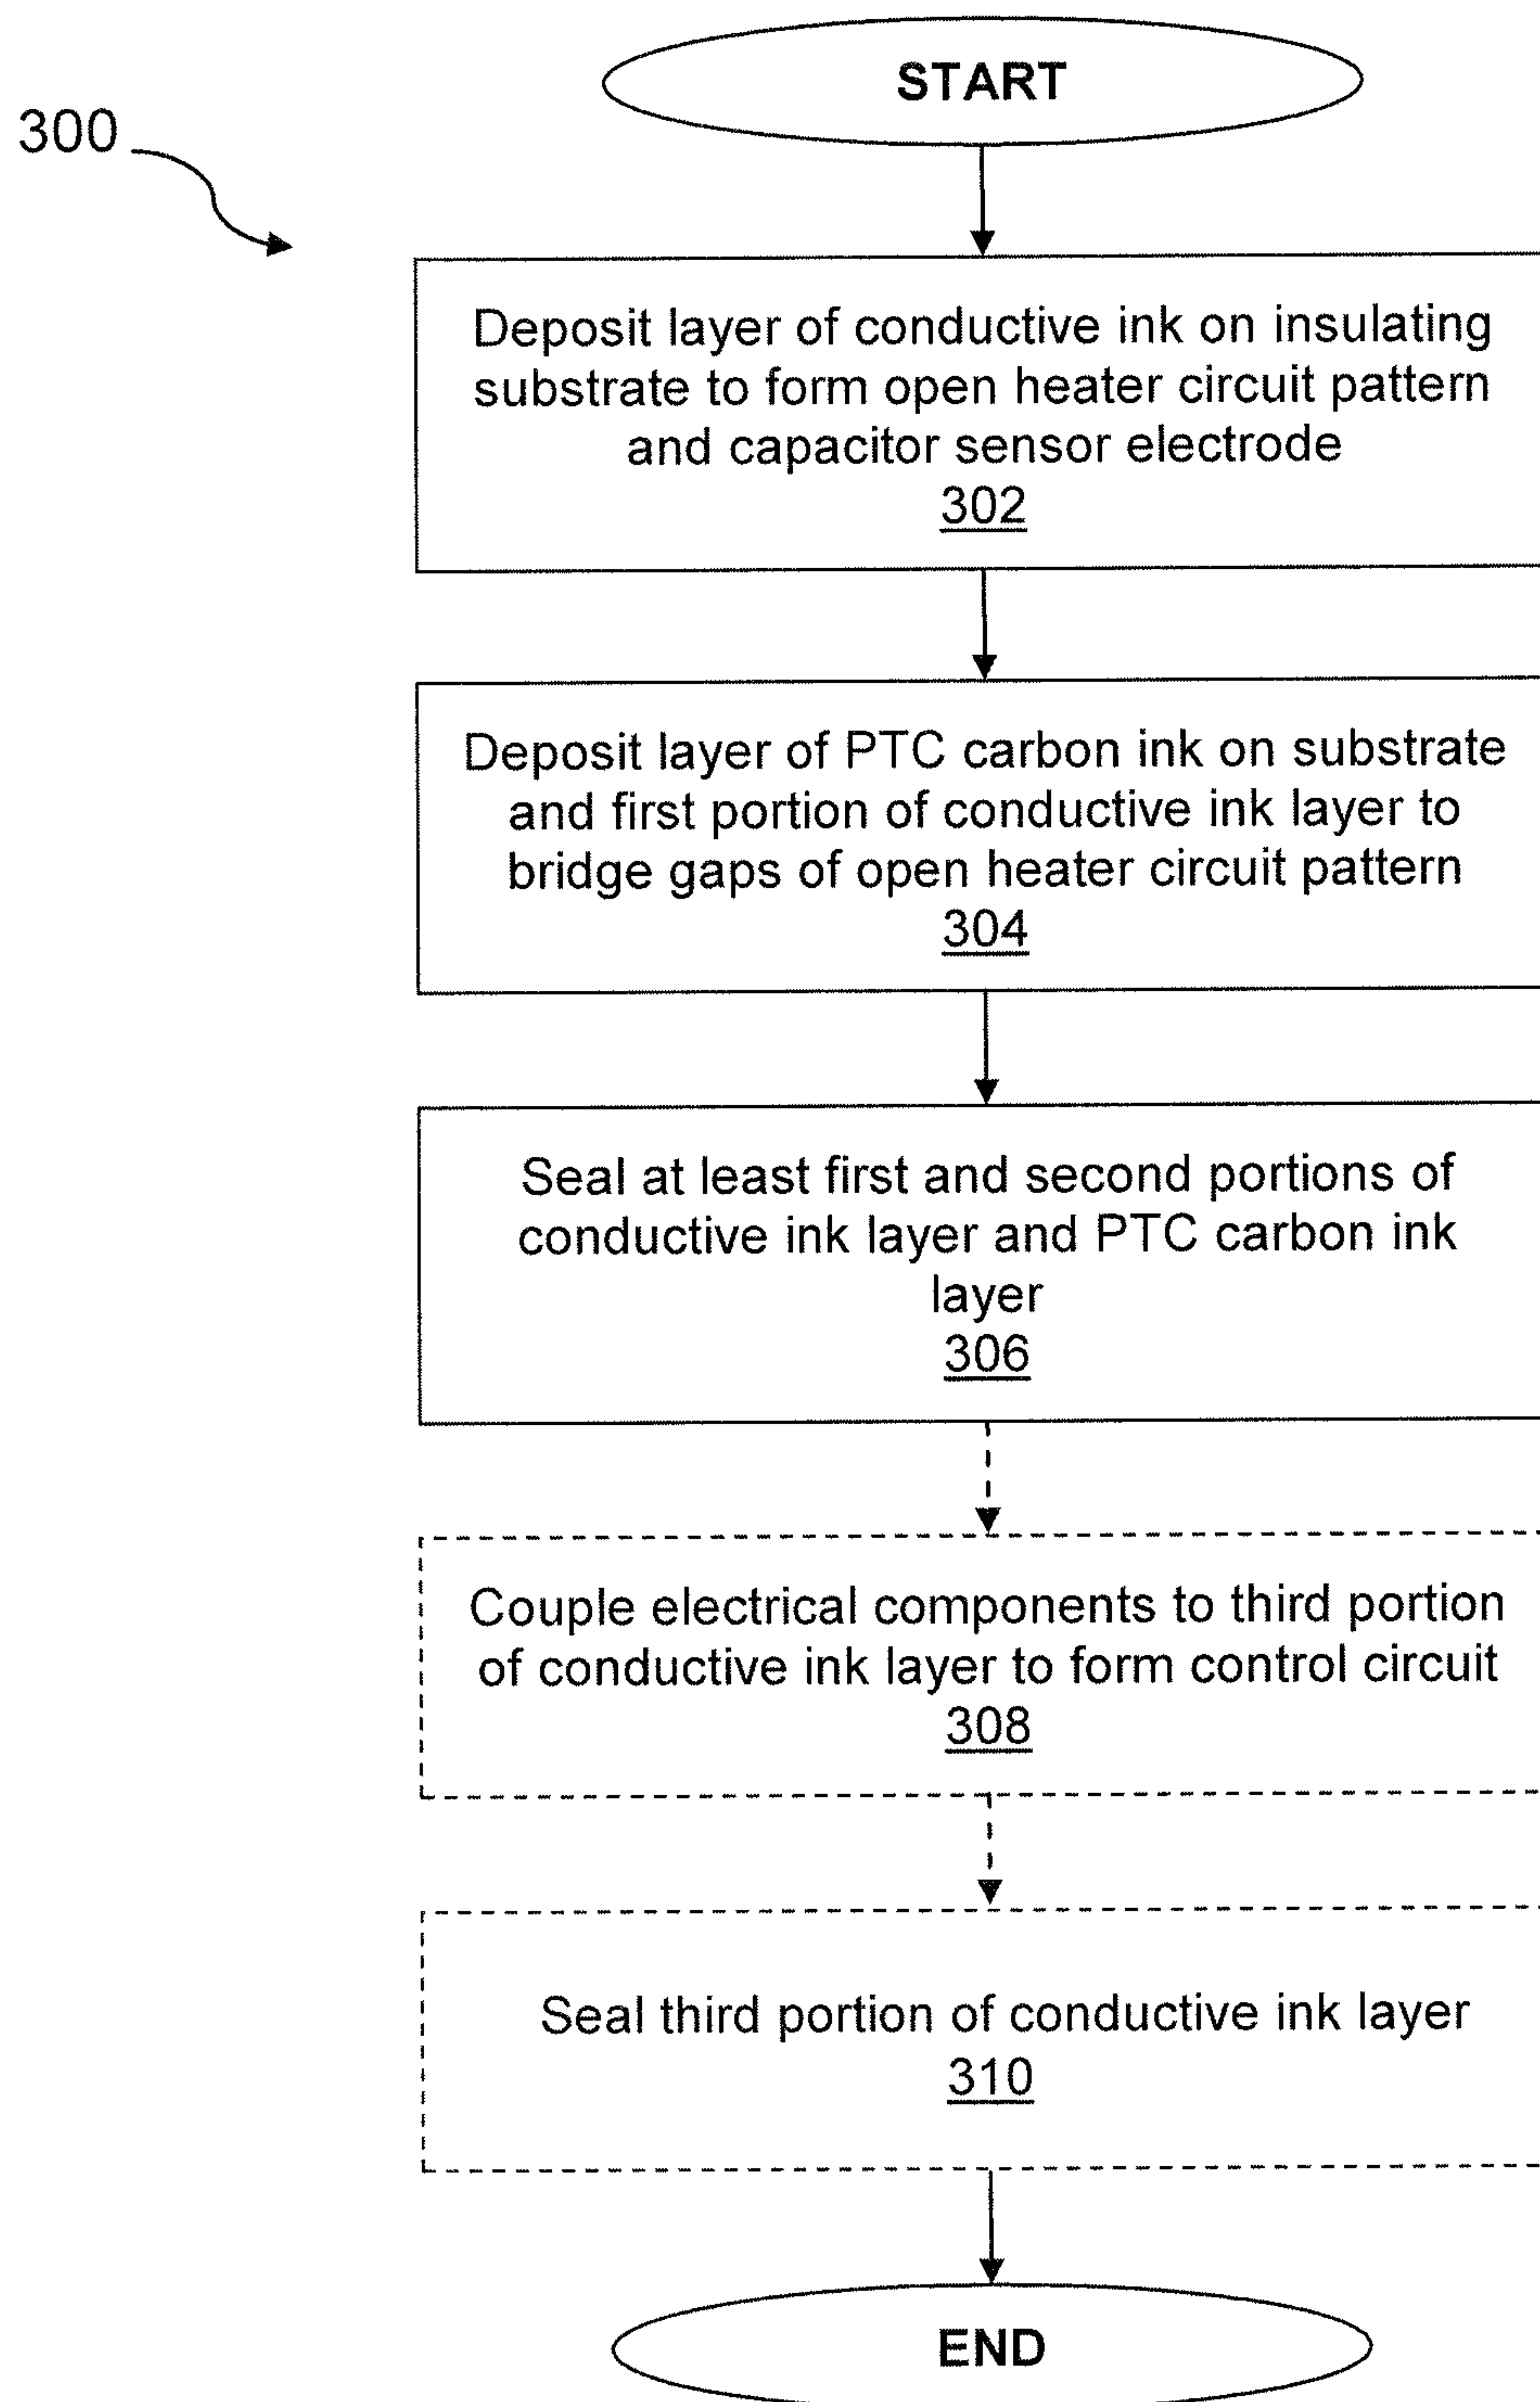 START
300
Deposit layer of conductive ink on insulating
substrate to form open heater circuit pattern
and capacitor sensor electrode
302
Deposit layer of PTC carbon ink on substrate
and first portion of conductive ink layer to
bridge gaps of open heater circuit pattern
304
Seal at least first and second portions of
conductive ink layer and PTC carbon ink
layer
306
Couple electrical components to third portion
of conductive ink layer to form control circuit
308
Seal third portion of conductive ink layer
310
END